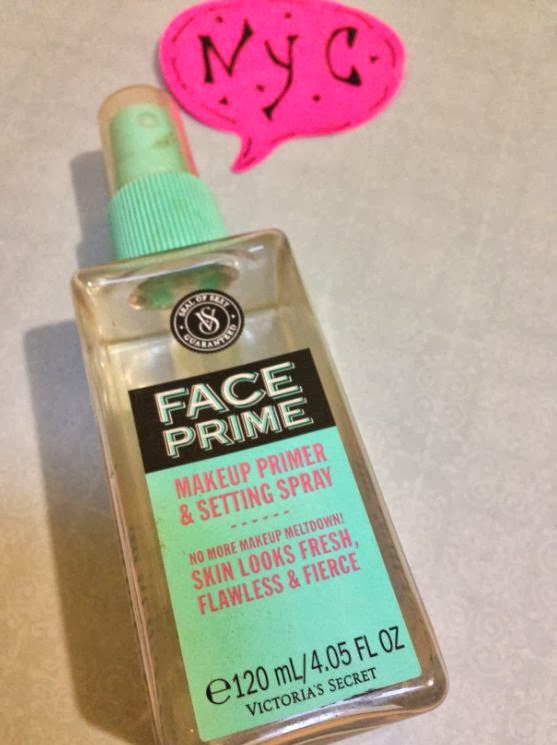 NYC
SEAL OF SEXY
VS
GUARANTEED
FACE
PRIME
MAKEUP PRIMER
& SETTING SPRAY
NO MORE MAKEUP MELTDOWN!
SKIN LOOKS FRESH,
FLAWLESS & FIERCE
℮120 mL/4.05 FL OZ
VICTORIA'S SECRET